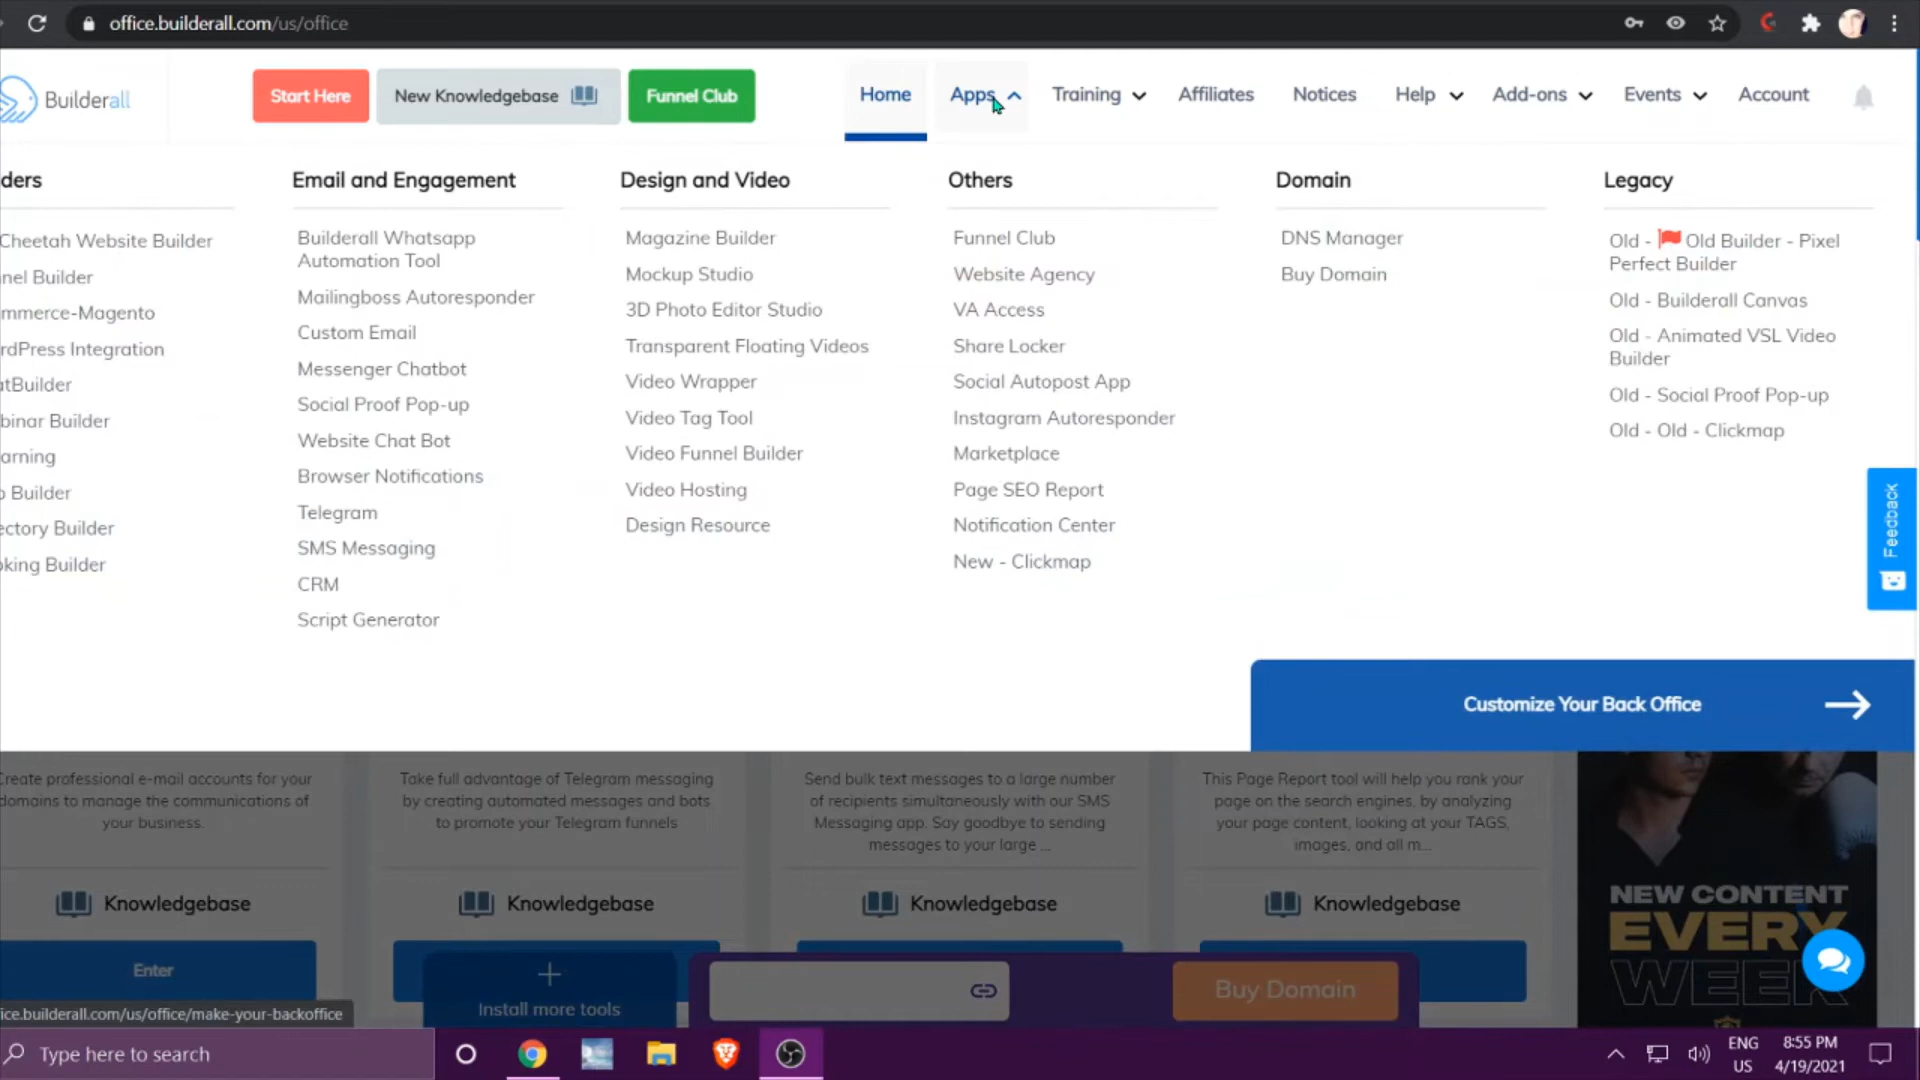 office.builderall.com/us/office
Builderall
Start Here
New Knowledgebase
Funnel Club
Home
Apps
Training
Affiliates
Notices
Help
Add-ons
Events
Account
ders
Cheetah Website Builder
nel Builder
mmerce-Magento
rdPress Integration
atBuilder
binar Builder
arning
o Builder
ectory Builder
oking Builder
Email and Engagement
Builderall Whatsapp
Automation Tool
Mailingboss Autoresponder
Custom Email
Messenger Chatbot
Social Proof Pop-up
Website Chat Bot
Browser Notifications
Telegram
SMS Messaging
CRM
Script Generator
Design and Video
Magazine Builder
Mockup Studio
3D Photo Editor Studio
Transparent Floating Videos
Video Wrapper
Video Tag Tool
Video Funnel Builder
Video Hosting
Design Resource
Others
Funnel Club
Website Agency
VA Access
Share Locker
Social Autopost App
Instagram Autoresponder
Marketplace
Page SEO Report
Notification Center
New - Clickmap
Domain
DNS Manager
Buy Domain
Legacy
Old - Old Builder - Pixel
Perfect Builder
Old - Builderall Canvas
Old - Animated VSL Video
Builder
Old - Social Proof Pop-up
Old - Old - Clickmap
Feedback
Customize Your Back Office
Create professional e-mail accounts for your
domains to manage the communications of
your business.
Knowledgebase
Enter
Take full advantage of Telegram messaging
by creating automated messages and bots
to promote your Telegram funnels
Knowledgebase
Send bulk text messages to a large number
of recipients simultaneously with our SMS
Messaging app. Say goodbye to sending
messages to your large ...
Knowledgebase
This Page Report tool will help you rank your
page on the search engines, by analyzing
your page content, looking at your TAGS,
images, and all m...
Knowledgebase
NEW CONTENT
EVERY
WEEK
Install more tools
Buy Domain
ice.builderall.com/us/office/make-your-backoffice
Type here to search
ENG
US
8:55 PM
4/19/2021